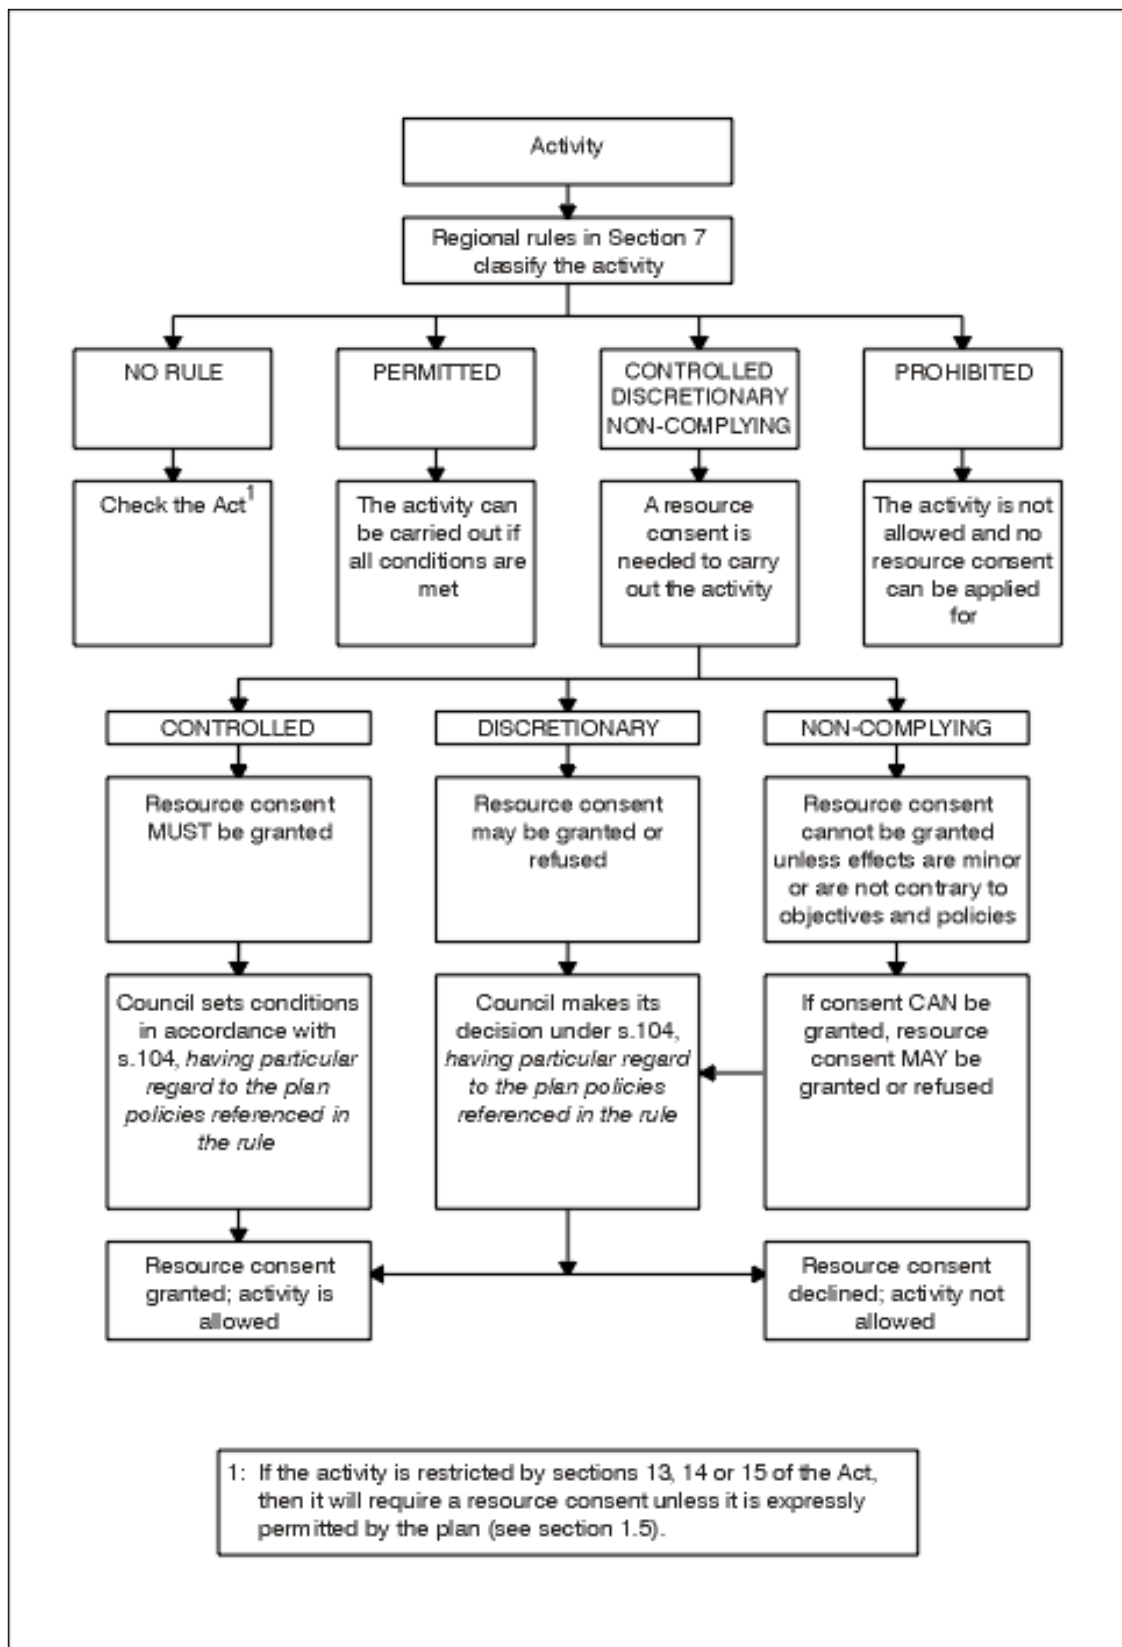 Activity
Regional rules in Section 7
classify the activity
NO RULE
PERMITTED
CONTROLLED
DISCRETIONARY
NON-COMPLYING
PROHIBITED
Check the Act1
The activity can
be carried out if
all conditions are
met
A resource
consent is
needed to carry
out the activity
The activity is not
allowed and no
resource consent
can be applied
for
CONTROLLED
DISCRETIONARY
NON-COMPLYING
Resource consent
MUST be granted
Resource consent
may be granted or
refused
Resource consent
cannot be granted
unless effects are minor
or are not contrary to
objectives and policies
Council sets conditions
in accordance with
s.104, having particular
regard to the plan
policies referenced in
the rule
Council makes its
decision under s.104,
having particular regard
to the plan policies
referenced in the rule
If consent CAN be
granted, resource
consent MAY be
granted or refused
Resource consent
granted; activity is
allowed
Resource consent
declined; activity not
allowed
1: If the activity is restricted by sections 13, 14 or 15 of the Act,
then it will require a resource consent unless it is expressly
permitted by the plan (see section 1.5).